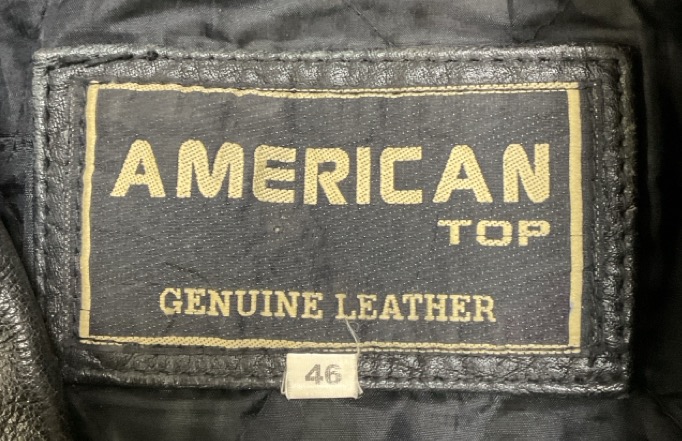 AMERICAN
TOP
GENUINE LEATHER
46